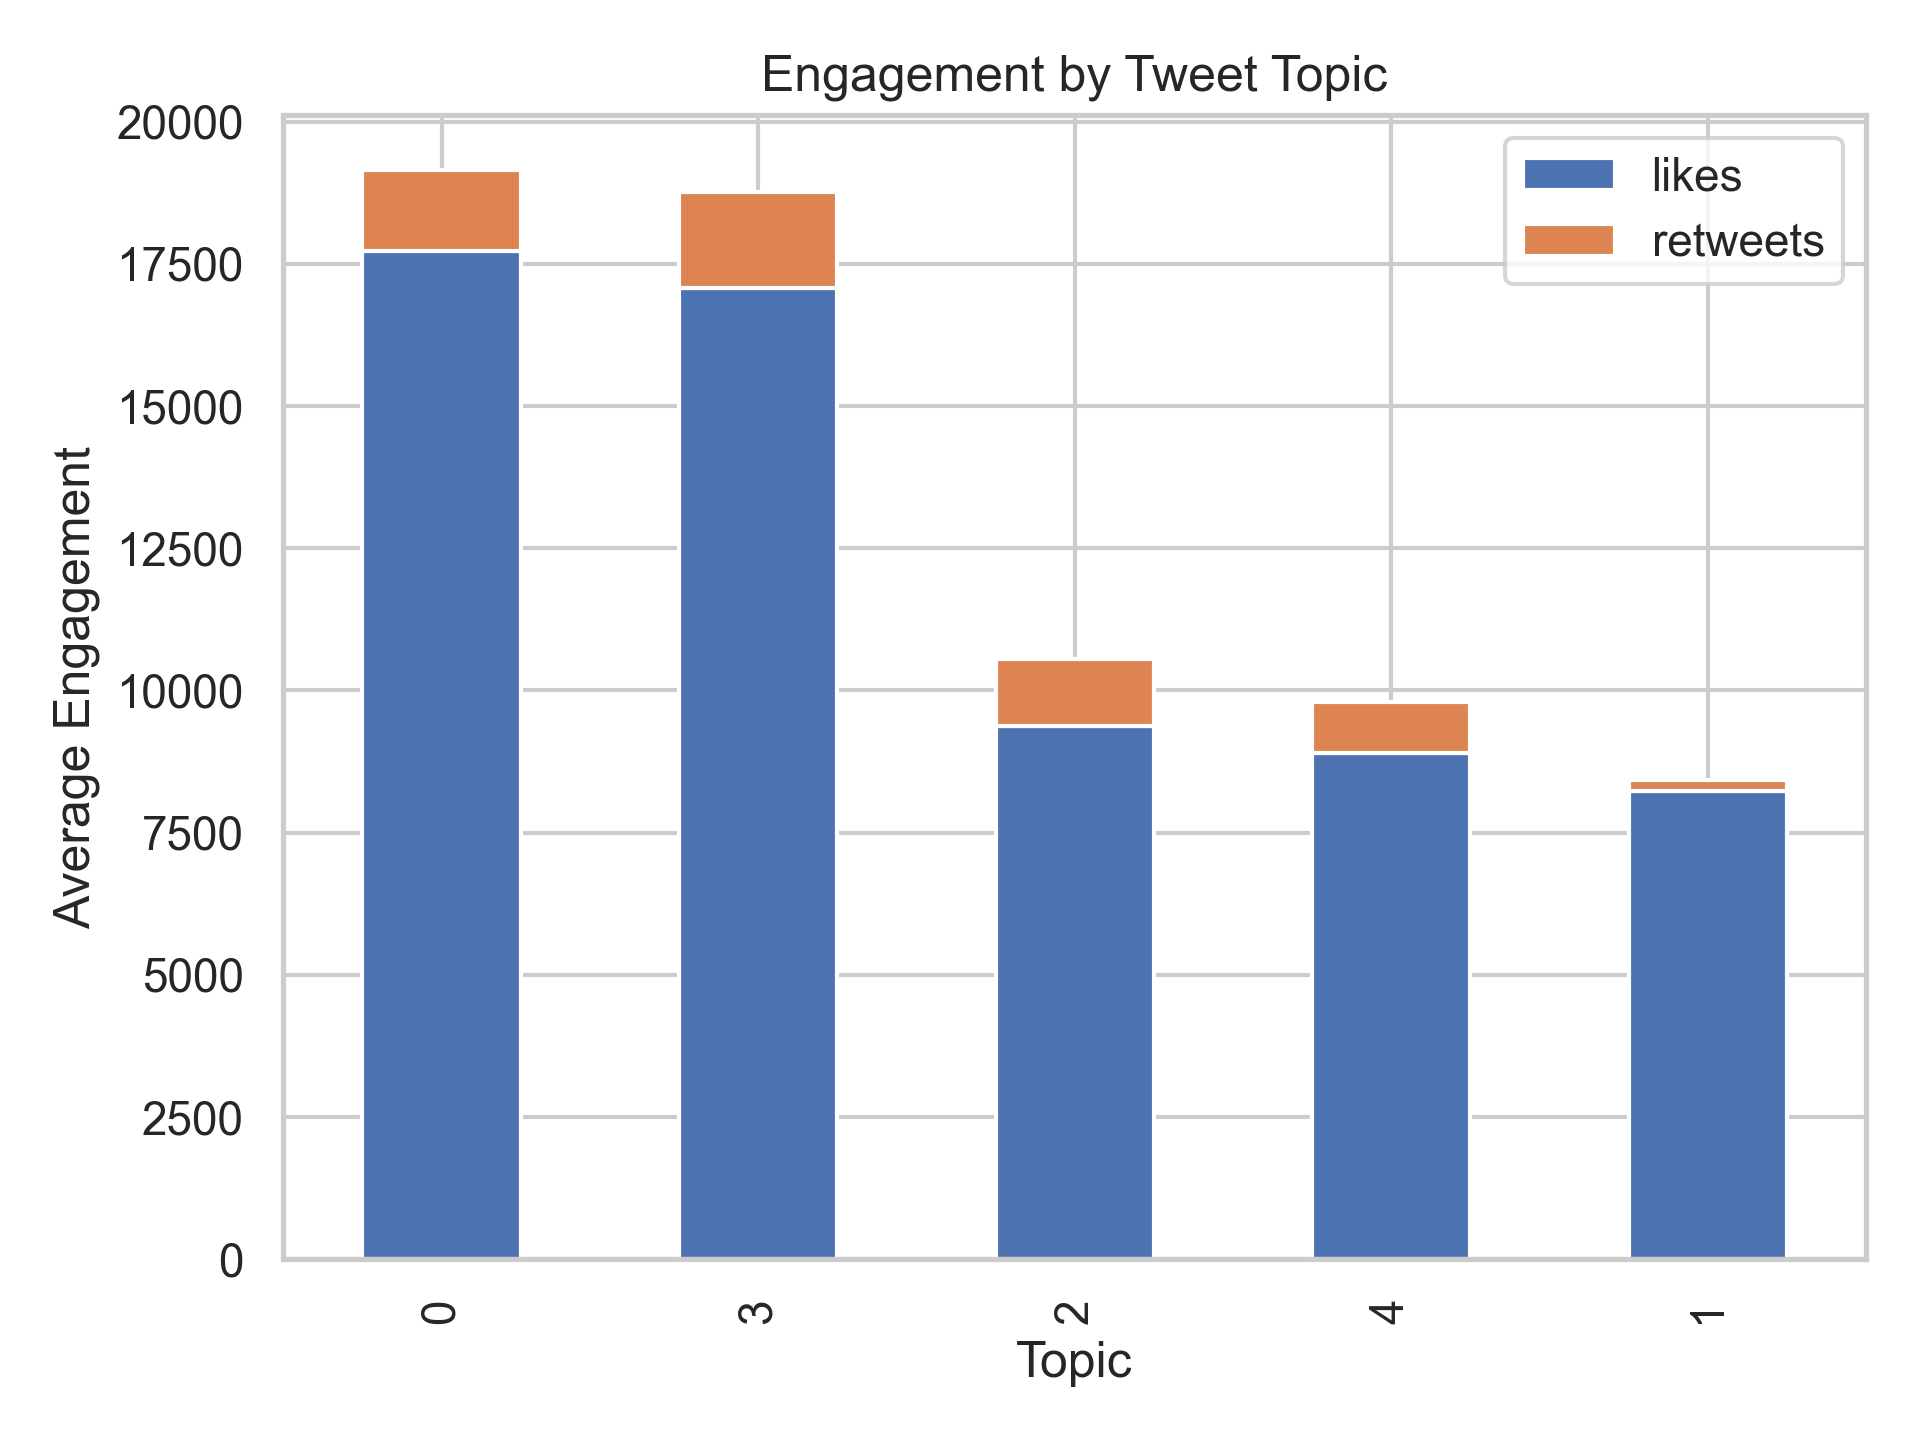 Engagement by Tweet Topic
likes
retweets
Average Engagement
20000
17500
15000
12500
10000
7500
5000
2500
0
0 3 2 4 1
Topic